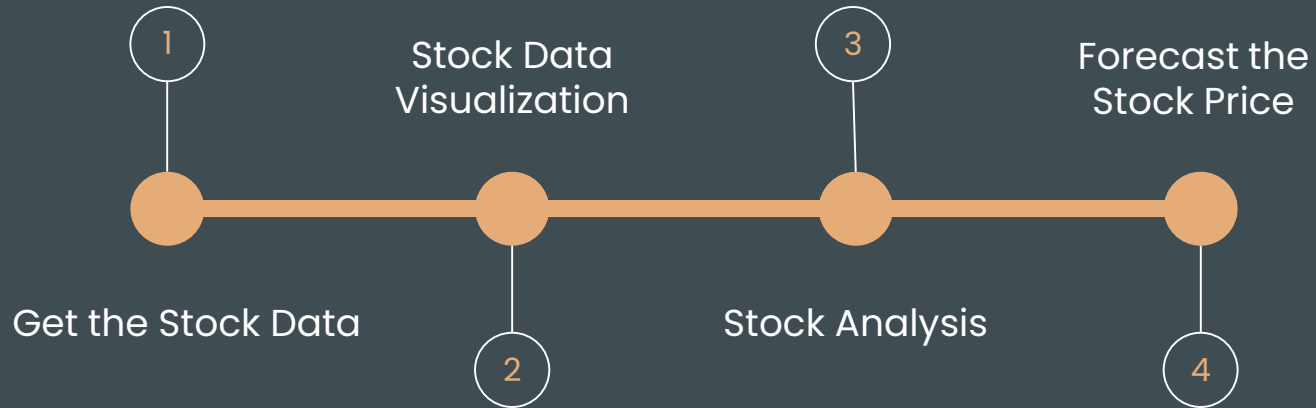 1
Get the Stock Data
Stock Data
Visualization
2
3
Stock Analysis
Forecast the
Stock Price
4